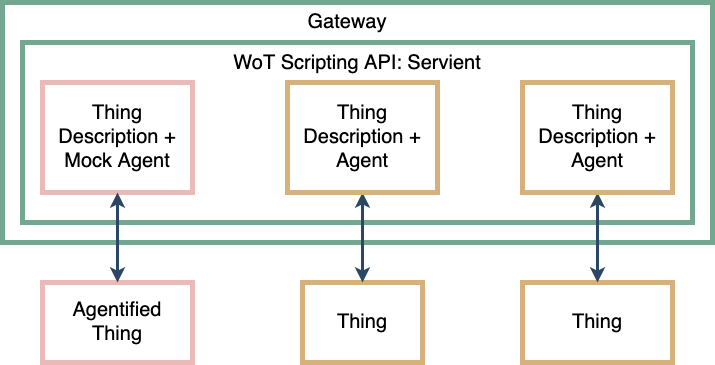 Gateway
WoT Scripting API: Servient
Thing
Description +
Mock Agent
Thing
Description +
Agent
Thing
Description +
Agent
Agentified
Thing
Thing
Thing